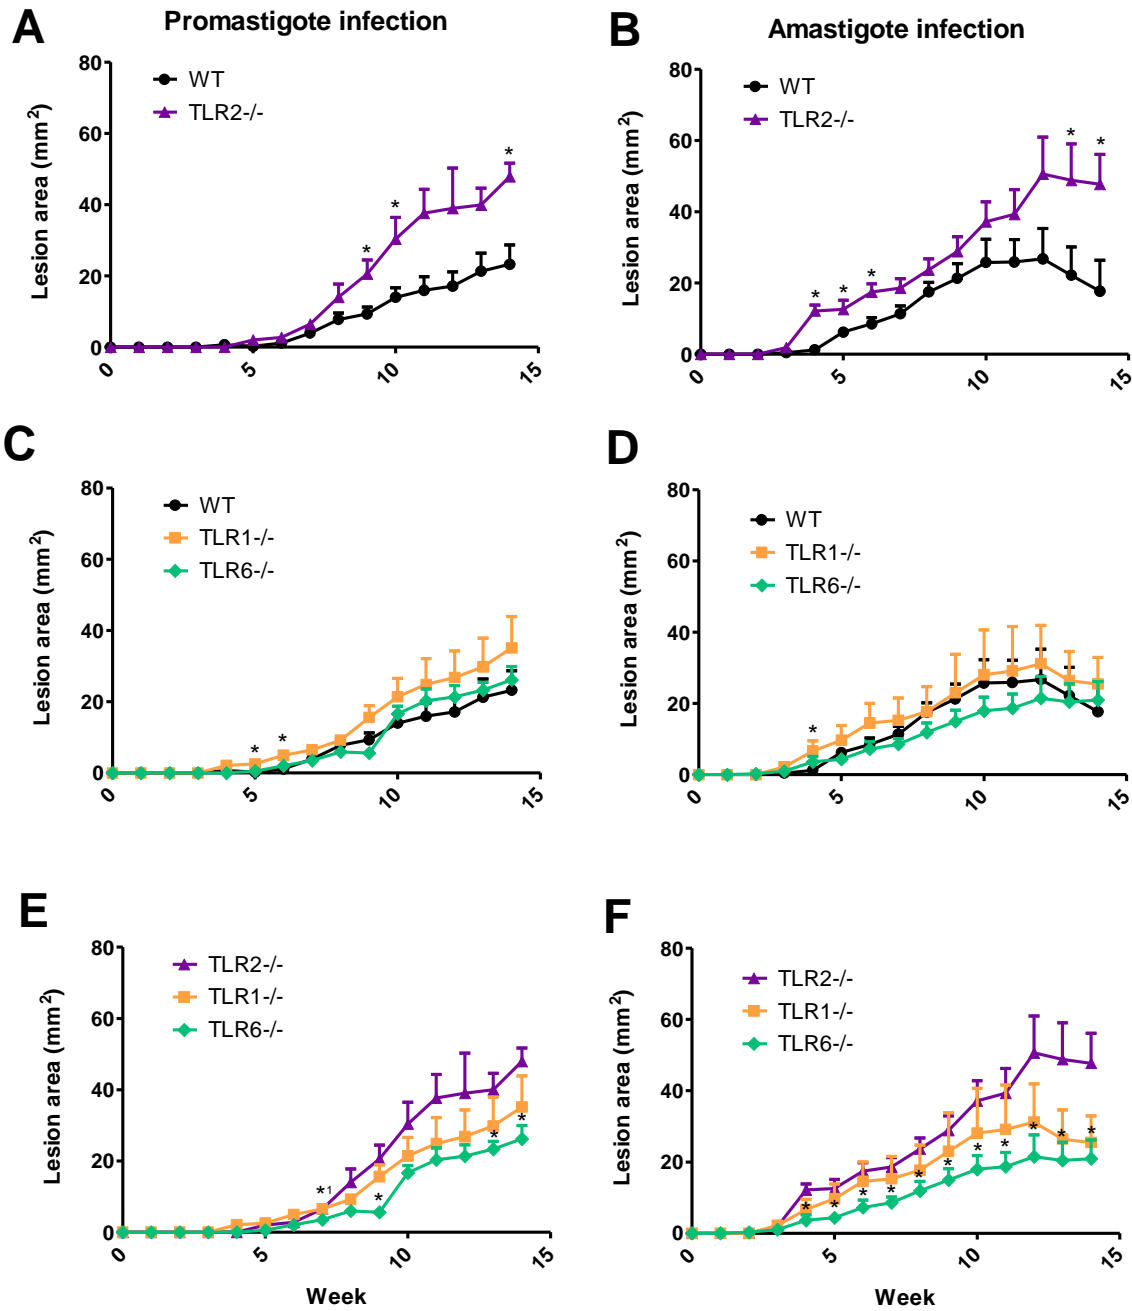 A
Promastigote infection
80
60
40
20
0
Lesion area (mm²)
WT
TLR2-/-
*
*
*
0
5
10
15
B
Amastigote infection
80
60
40
20
0
Lesion area (mm²)
WT
TLR2-/-
*
*
*
*
*
0
5
10
15
C
80
60
40
20
0
Lesion area (mm²)
WT
TLR1-/-
TLR6-/-
*
*
0
5
10
15
D
80
60
40
20
0
Lesion area (mm²)
WT
TLR1-/-
TLR6-/-
*
0
5
10
15
E
80
60
40
20
0
Lesion area (mm²)
TLR2-/-
TLR1-/-
TLR6-/-
*1
*
*
*
0
5
10
15
Week
F
80
60
40
20
0
Lesion area (mm²)
TLR2-/-
TLR1-/-
TLR6-/-
*
*
*
*
*
*
*
*
*
*
*
0
5
10
15
Week